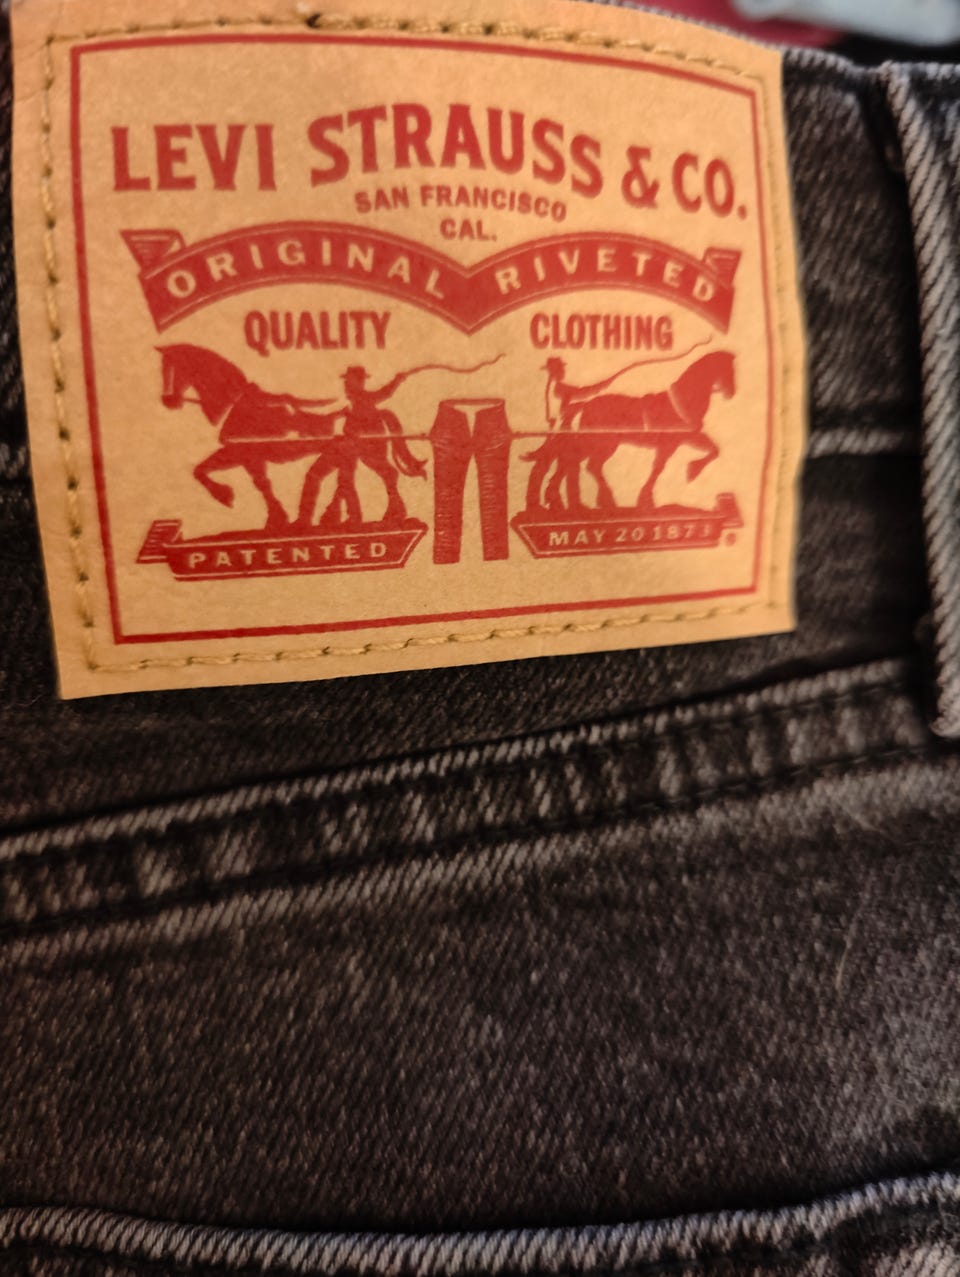 LEVI STRAUSS & CO.
SAN FRANCISCO
CAL.
ORIGINAL RIVETED
QUALITY CLOTHING
PATENTED MAY 20 1873